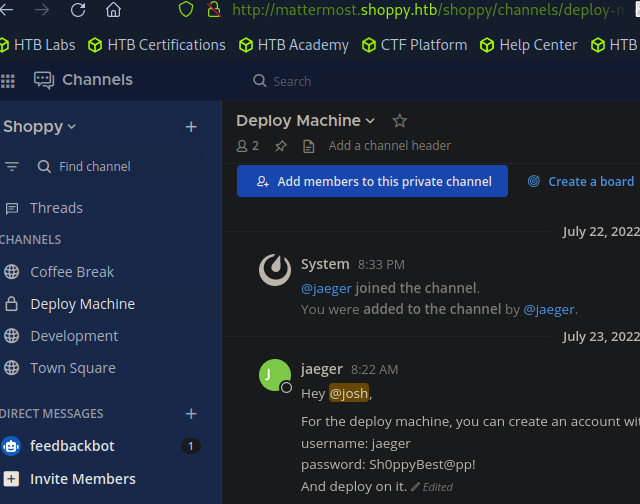 http://mattermost.shoppy.htb/shoppy/channels/deploy-
HTB Labs HTB Certifications HTB Academy CTF Platform Help Center HTB
Channels
Search
Shoppy
Find channel
Threads
CHANNELS
Coffee Break
Deploy Machine
Development
Town Square
DIRECT MESSAGES
feedbackbot 1
Invite Members
Deploy Machine
2 Add a channel header
Add members to this private channel Create a board
July 22, 2022
System 8:33 PM
@jaeger joined the channel.
You were added to the channel by @jaeger.
July 23, 2022
J
jaeger 8:22 AM
Hey @josh,
For the deploy machine, you can create an account
username: jaeger
password: Sh0ppyBest@pp!
And deploy on it. Edited